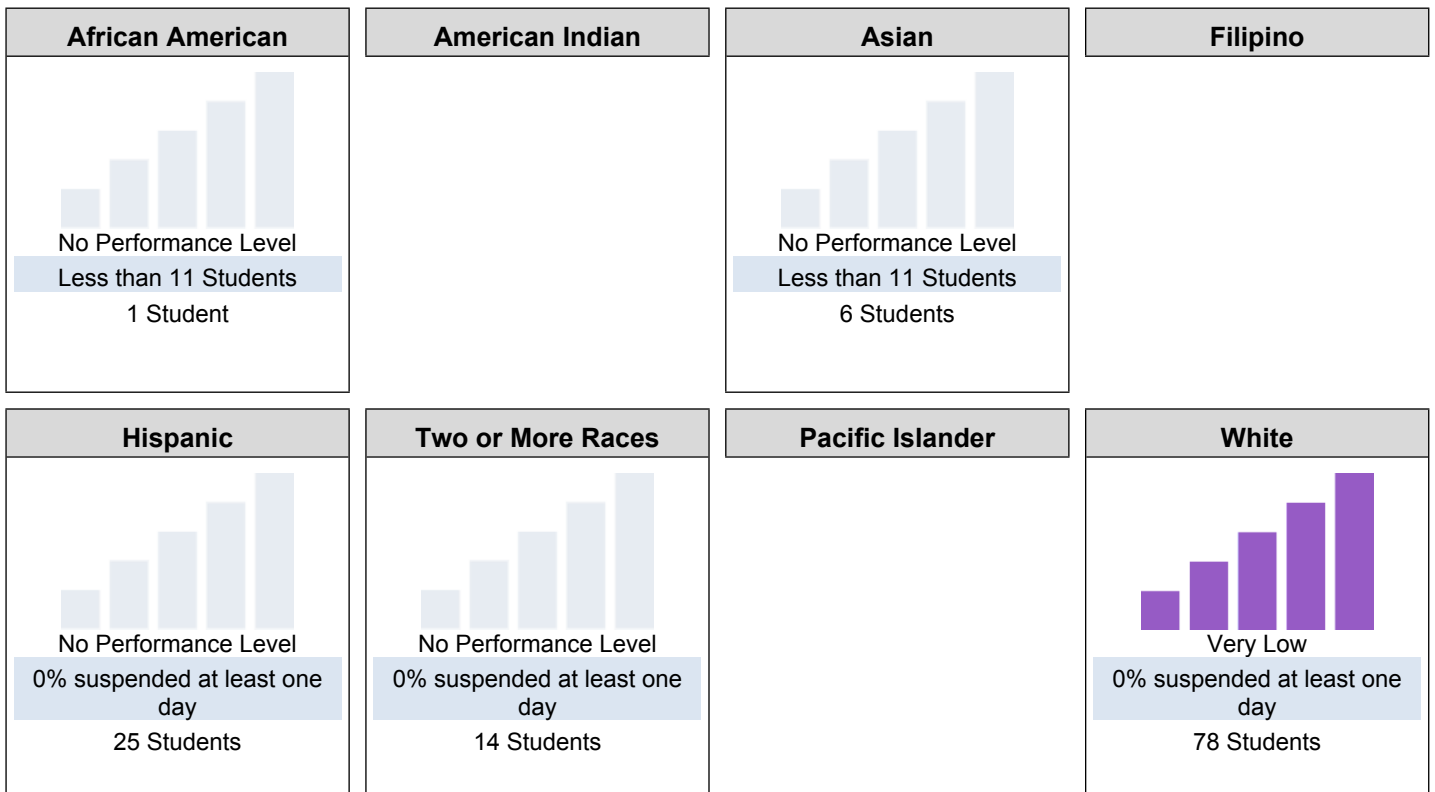 African American
American Indian
Asian
Filipino
No Performance Level
Less than 11 Students
1 Student
No Performance Level
Less than 11 Students
6 Students
Hispanic
Two or More Races
Pacific Islander
White
No Performance Level
0% suspended at least one
day
25 Students
No Performance Level
0% suspended at least one
day
14 Students
Very Low
0% suspended at least one
day
78 Students